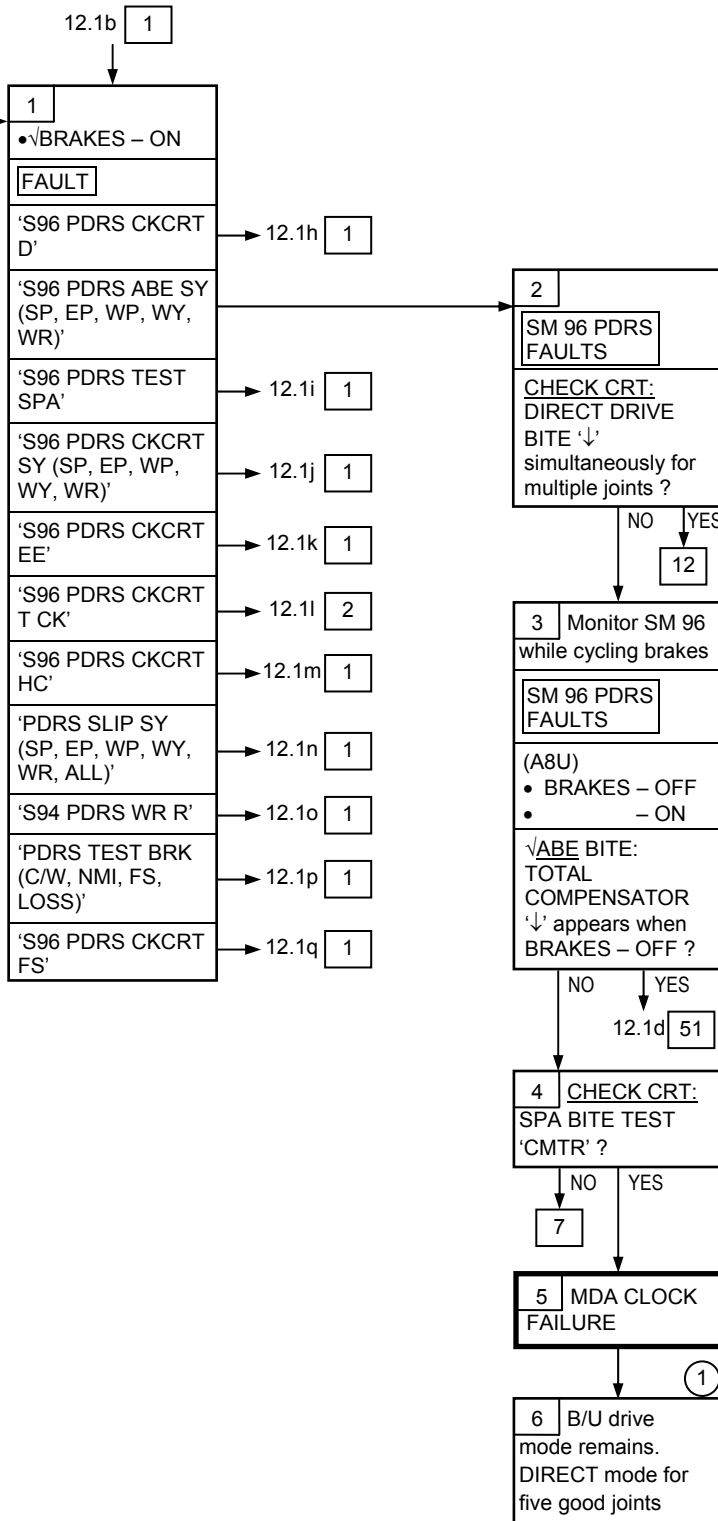 12.1b 1
1
•√BRAKES – ON
FAULT
‘S96 PDRS CKCRT
D’
12.1h 1
‘S96 PDRS ABE SY
(SP, EP, WP, WY,
WR)’
‘S96 PDRS TEST
SPA’
12.1i 1
‘S96 PDRS CKCRT
SY (SP, EP, WP,
WY, WR)’
12.1j 1
‘S96 PDRS CKCRT
EE’
12.1k 1
‘S96 PDRS CKCRT
T CK’
12.1l 2
‘S96 PDRS CKCRT
HC’
12.1m 1
‘PDRS SLIP SY
(SP, EP, WP, WY,
WR, ALL)’
12.1n 1
‘S94 PDRS WR R’
12.1o 1
‘PDRS TEST BRK
(C/W, NMI, FS,
LOSS)’
12.1p 1
‘S96 PDRS CKCRT
FS’
12.1q 1
2
SM 96 PDRS
FAULTS
CHECK CRT:
DIRECT DRIVE
BITE ‘↓’
simultaneously for
multiple joints ?
NO YES
12
3 Monitor SM 96
while cycling brakes
SM 96 PDRS
FAULTS
(A8U)
• BRAKES – OFF
• – ON
√ABE BITE:
TOTAL
COMPENSATOR
‘↓’ appears when
BRAKES – OFF ?
NO YES
12.1d 51
4 CHECK CRT:
SPA BITE TEST
‘CMTR’ ?
NO YES
7
5 MDA CLOCK
FAILURE
1
6 B/U drive
mode remains.
DIRECT mode for
five good joints